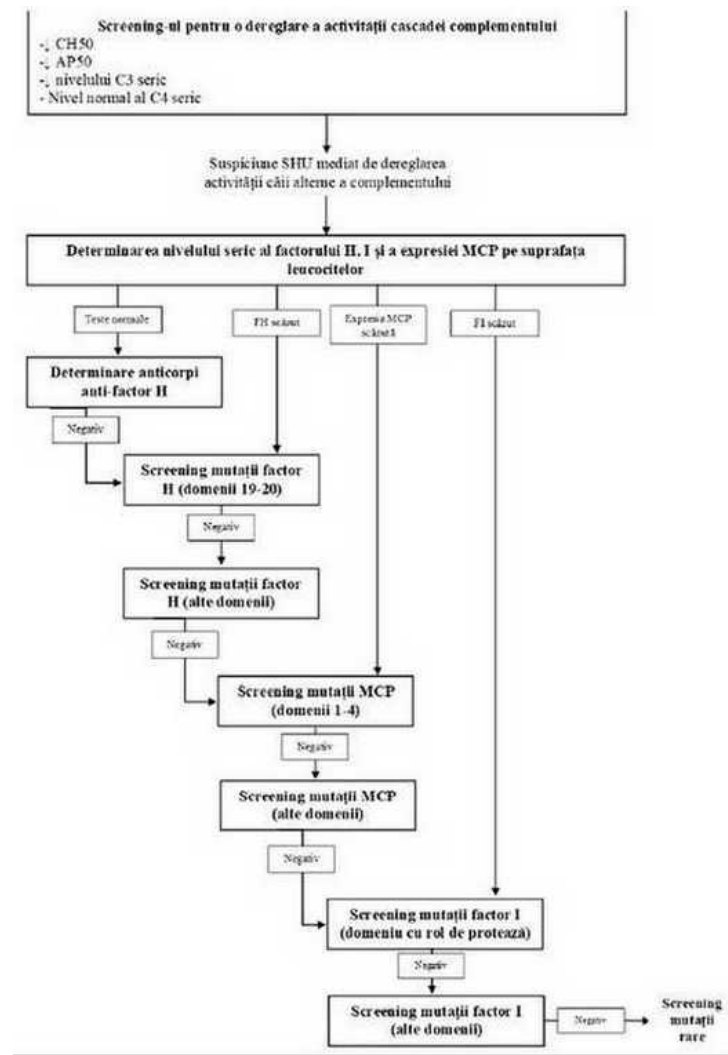 Screening-ul pentru o dereglare a activității cascadei complementului
-↓ CH50
-↓ AP50
-↓ nivelului C3 seric
- Nivel normal al C4 seric
Suspiciune SHU mediat de dereglarea
activității căii alterne a complementului
Determinarea nivelului seric al factorului H, I și a expresiei MCP pe suprafața
leucocitelor
Teste normale
FH scăzut
Expresia MCP
scăzută
FI scăzut
Determinare anticorpi
anti-factor H
Negativ
Screening mutații factor
H (domenii 19-20)
Negativ
Screening mutații factor
H (alte domenii)
Negativ
Screening mutații MCP
(domenii 1-4)
Negativ
Screening mutații MCP
(alte domenii)
Negativ
Screening mutații factor I
(domeniu cu rol de protează)
Negativ
Screening mutații factor I
(alte domenii)
Negativ
Screening
mutații
rare